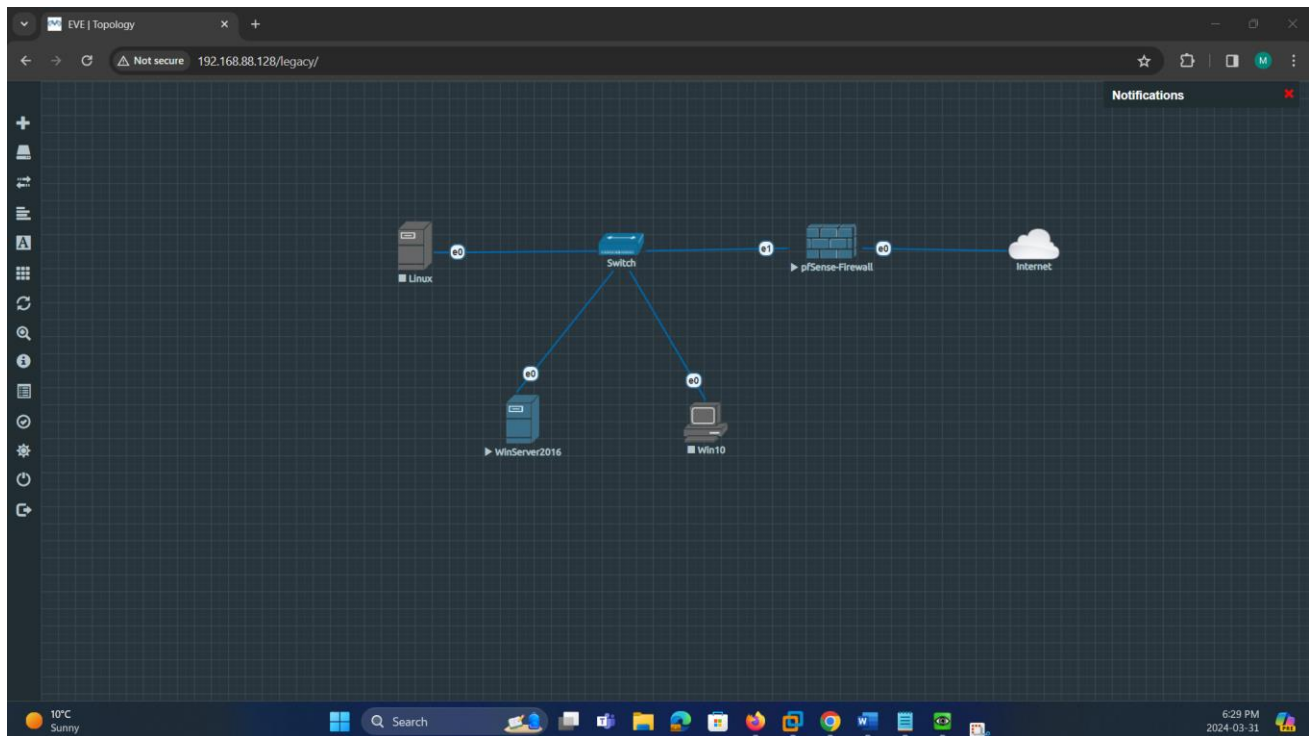 EVE | Topology
Not secure 192.168.88.128/legacy/
M
Notifications
A
e0
Linux
Switch
e1
pfSense-Firewall
e0
Internet
e0
WinServer2016
e0
Win10
10°C
Sunny
Search
6:29 PM
2024-03-31